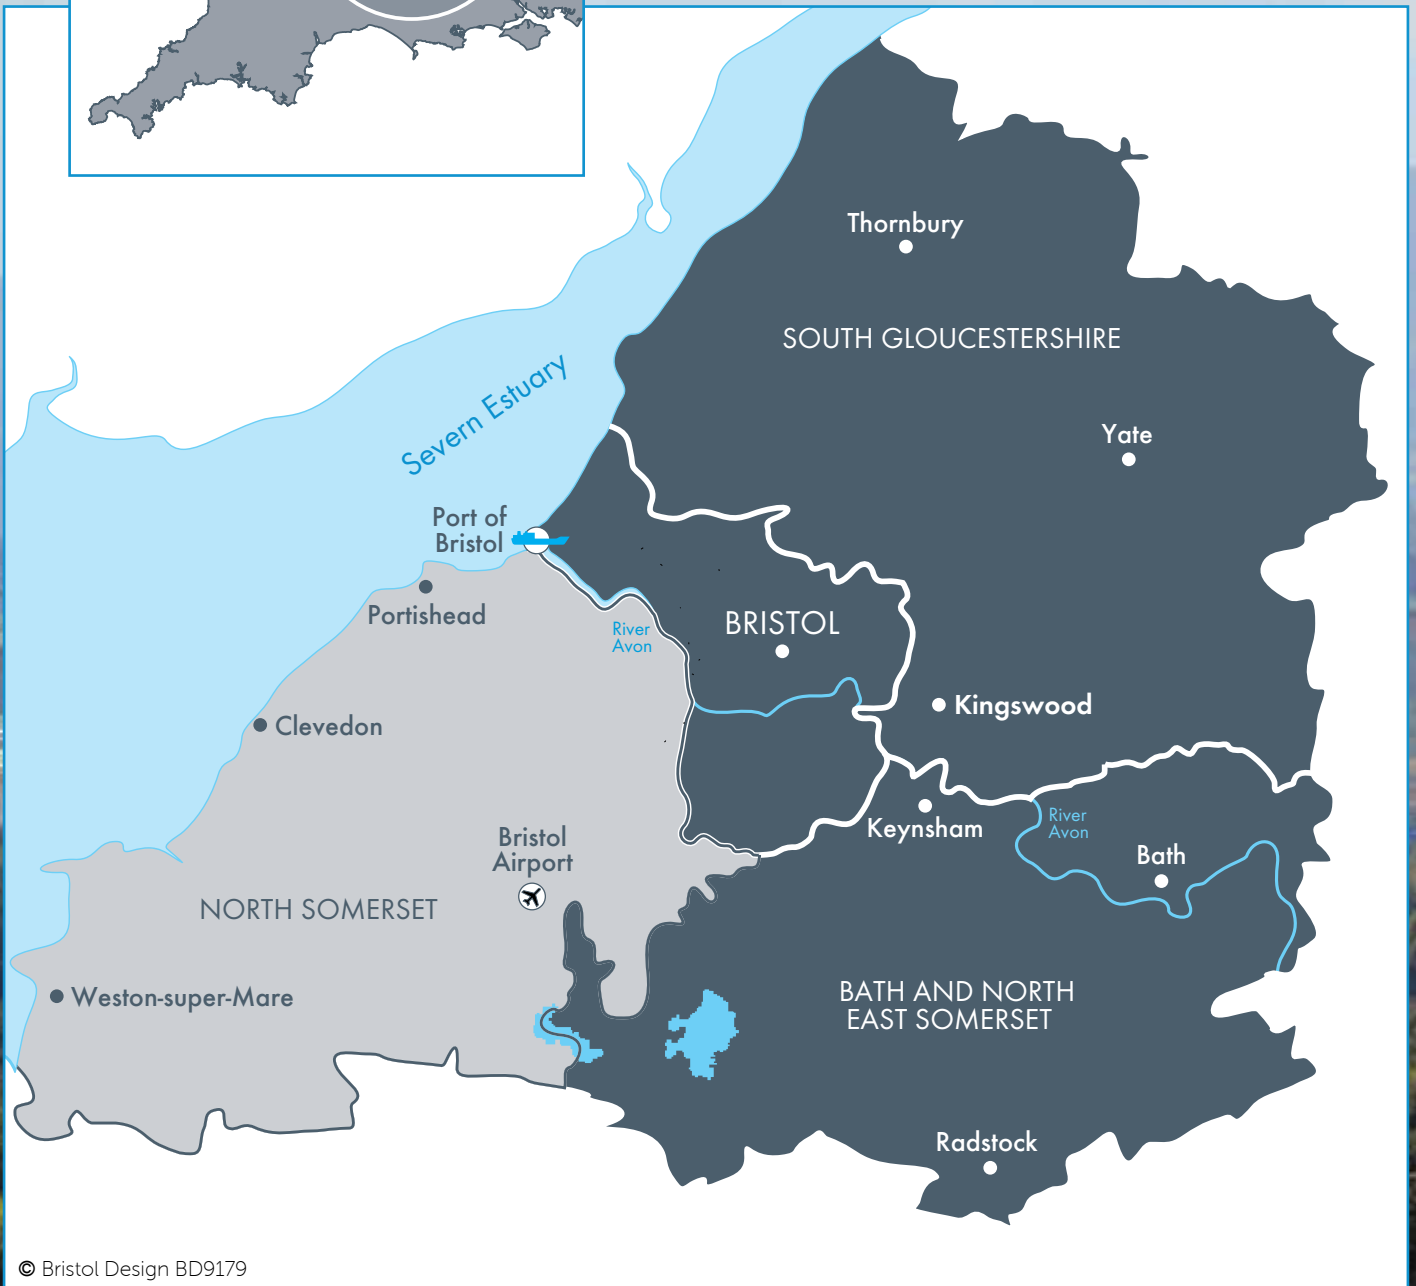 Thornbury
SOUTH GLOUCESTERSHIRE
Severn Estuary
Yate
Port of
Bristol
Portishead
River
Avon
BRISTOL
Clevedon
Kingswood
Bristol
Airport
Keynsham
River
Avon
Bath
NORTH SOMERSET
Weston-super-Mare
BATH AND NORTH
EAST SOMERSET
Radstock
© Bristol Design BD9179